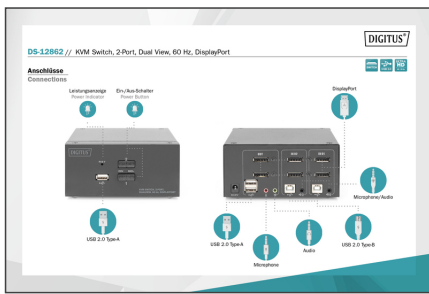 DIGITUS®
DS-12862 // KVM Switch, 2-Port, Dual View, 60 Hz, DisplayPort
Anschlüsse
Connections
Leistungsanzeige
Power Indicator
Ein-/Aus-Schalter
Power Button
DisplayPort
DIGITUS
Microphone/Audio
USB 2.0 Type-A
USB 2.0 Type-A
USB 2.0 Type-B
Audio
Microphone